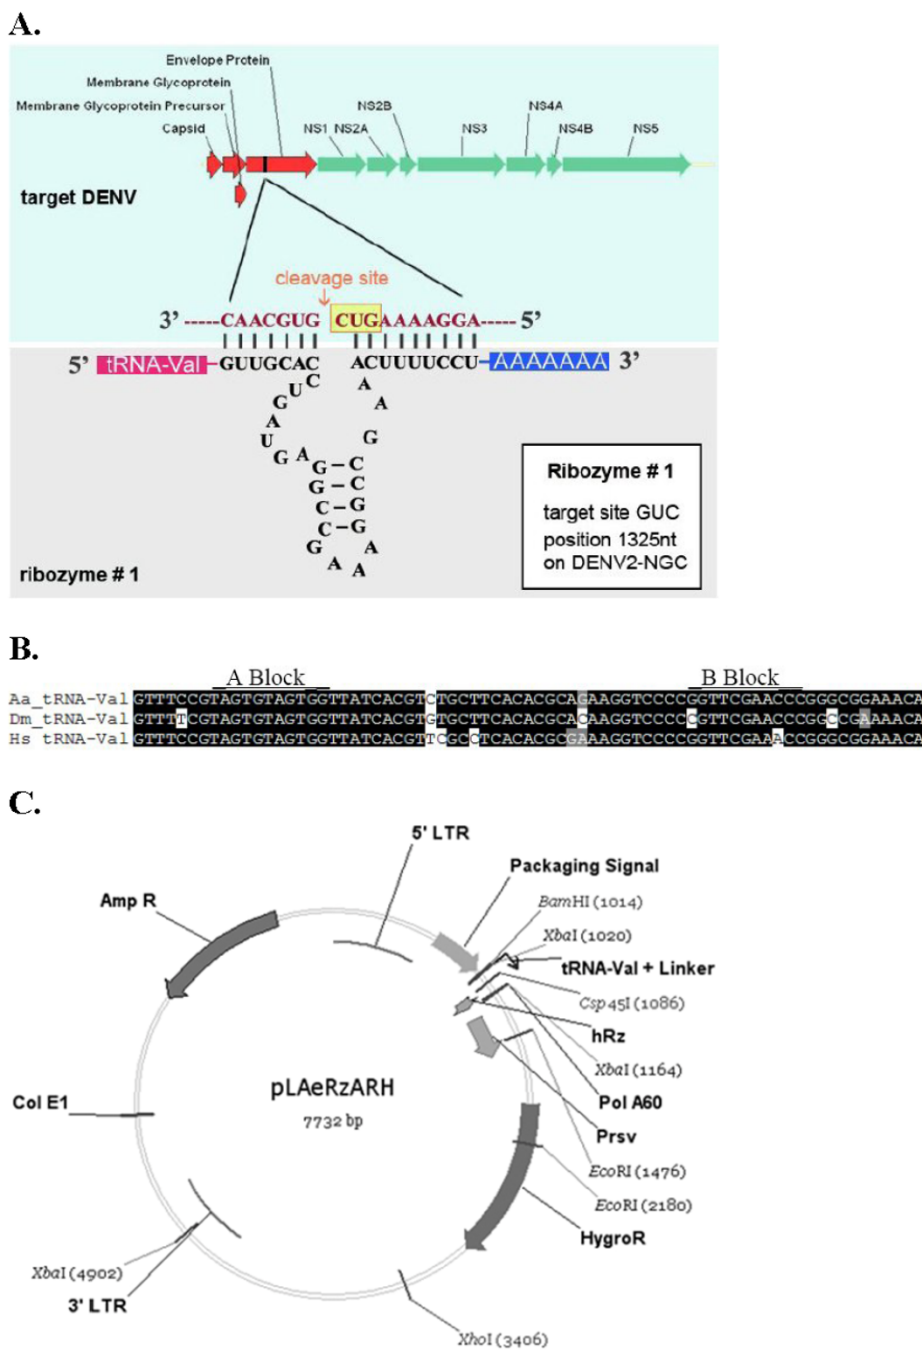 A.
Envelope Protein
Membrane Glycoprotein
NS2B
NS4A
Membrane Glycoprotein Precursor
Capsid
NS1
NS2A
NS3
NS4B
NS5
target DENV
cleavage site
3’ -----CAACGUG CUGAAAAGGA----- 5’
5’ tRNA-Val GUUGCAC ACUUUUCCU AAAAAAA 3’
C
U
G
A
U
G
A
G
G
C
C
G
A
A
A
G
G
C
C
G
A
A
Ribozyme # 1
target site GUC
position 1325nt
on DENV2-NGC
ribozyme # 1
B.
A Block B Block
Aa_tRNA-Val GTTTCCGTAGTGTAGTGGTTATCACGTCTGCTTCACACGCAGAAGGTCCCCGGTTCGAACCCGGGCGGAAACA
Dm_tRNA-Val GTTTTCGTAGTGTAGTGGTTATCACGTGTGCTTCACACGCACAAGGTCCCCCGTTCGAACCCGGCCGAAAACA
Hs_tRNA-Val GTTTCCGTAGTGTAGTGGTTATCACGTTCGCCTCACACGCGAAAGGTCCCCGGTTCGAAACCGGGCGGAAACA
C.
5' LTR
Packaging Signal
Amp R
BamHI (1014)
XbaI (1020)
tRNA-Val + Linker
Csp45I (1086)
hRz
XbaI (1164)
pLAeRzARH
7732 bp
Col E1
Pol A60
Prsv
EcoRI (1476)
EcoRI (2180)
HygroR
XbaI (4902)
3' LTR
XhoI (3406)